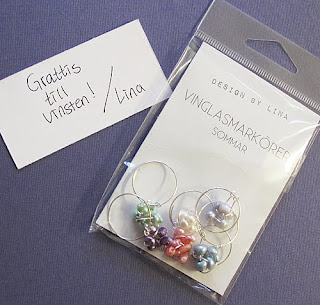 Grattis
till
vinsten! /Lina
DESIGN BY LINA
VINGLASMARKÖRER
SOMMAR